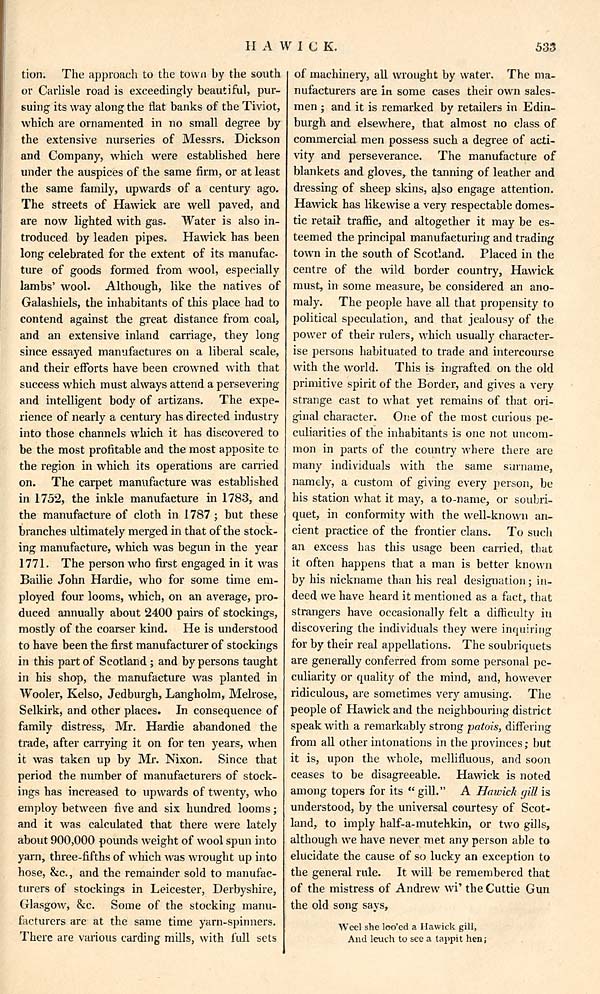 HAWICK.
533
tion. The approach to the town by the south
or Carlisle road is exceedingly beautiful, pur-
suing its way along the flat banks of the Tiviot,
which are ornamented in no small degree by
the extensive nurseries of Messrs. Dickson
and Company, which were established here
under the auspices of the same firm, or at least
the same family, upwards of a century ago.
The streets of Hawick are well paved, and
are now lighted with gas. Water is also in-
troduced by leaden pipes. Hawick has been
long celebrated for the extent of its manufac-
ture of goods formed from wool, especially
lambs' wool. Although, like the natives of
Galashiels, the inhabitants of this place had to
contend against the great distance from coal,
and an extensive inland carriage, they long
since essayed manufactures on a liberal scale,
and their efforts have been crowned with that
success which must always attend a persevering
and intelligent body of artizans. The expe-
rience of nearly a century has directed industry
into those channels which it has discovered to
be the most profitable and the most apposite to
the region in which its operations are carried
on. The carpet manufacture was established
in 1752, the inkle manufacture in 1783, and
the manufacture of cloth in 1787; but these
branches ultimately merged in that of the stock-
ing manufacture, which was begun in the year
1771. The person who first engaged in it was
Bailie John Hardie, who for some time em-
ployed four looms, which, on an average, pro-
duced annually about 2400 pairs of stockings,
mostly of the coarser kind. He is understood
to have been the first manufacturer of stockings
in this part of Scotland; and by persons taught
in his shop, the manufacture was planted in
Wooler, Kelso, Jedburgh, Langholm, Melrose,
Selkirk, and other places. In consequence of
family distress, Mr. Hardie abandoned the
trade, after carrying it on for ten years, when
it was taken up by Mr. Nixon. Since that
period the number of manufacturers of stock-
ings has increased to upwards of twenty, who
employ between five and six hundred looms;
and it was calculated that there were lately
about 900,000 pounds weight of wool spun into
yarn, three-fifths of which was wrought up into
hose, &c., and the remainder sold to manufac-
turers of stockings in Leicester, Derbyshire,
Glasgow, &c. Some of the stocking manu-
facturers are at the same time yarn-spinners.
There are various carding mills, with full sets
of machinery, all wrought by water. The ma-
nufacturers are in some cases their own sales-
men; and it is remarked by retailers in Edin-
burgh and elsewhere, that almost no class of
commercial men possess such a degree of acti-
vity and perseverance. The manufacture of
blankets and gloves, the tanning of leather and
dressing of sheep skins, also engage attention.
Hawick has likewise a very respectable domes-
tic retail traffic, and altogether it may be es-
teemed the principal manufacturing and trading
town in the south of Scotland. Placed in the
centre of the wild border country, Hawick
must, in some measure, be considered an ano-
maly. The people have all that propensity to
political speculation, and that jealousy of the
power of their rulers, which usually character-
ise persons habituated to trade and intercourse
with the world. This is ingrafted on the old
primitive spirit of the Border, and gives a very
strange cast to what yet remains of that ori-
ginal character. One of the most curious pe-
culiarities of the inhabitants is one not uncom-
mon in parts of the country where there are
many individuals with the same surname,
namely, a custom of giving every person, be
his station what it may, a to-name, or soubri-
quet, in conformity with the well-known an-
cient practice of the frontier clans. To such
an excess has this usage been carried, that
it often happens that a man is better known
by his nickname than his real designation; in-
deed we have heard it mentioned as a fact, that
strangers have occasionally felt a difficulty in
discovering the individuals they were inquiring
for by their real appellations. The soubriquets
are generally conferred from some personal pe-
culiarity or quality of the mind, and, however
ridiculous, are sometimes very amusing. The
people of Hawick and the neighbouring district
speak with a remarkably strong patois, differing
from all other intonations in the provinces; but
it is, upon the whole, mellifluous, and soon
ceases to be disagreeable. Hawick is noted
among topers for its "gill." A Hawick gill is
understood, by the universal courtesy of Scot-
land, to imply half-a-mutchkin, or two gills,
although we have never met any person able to
elucidate the cause of so lucky an exception to
the general rule. It will be remembered that
of the mistress of Andrew wi' the Cuttie Gun
the old song says,
Weel she loo'ed a Hawick gill,
And leuch to see a tappit hen;